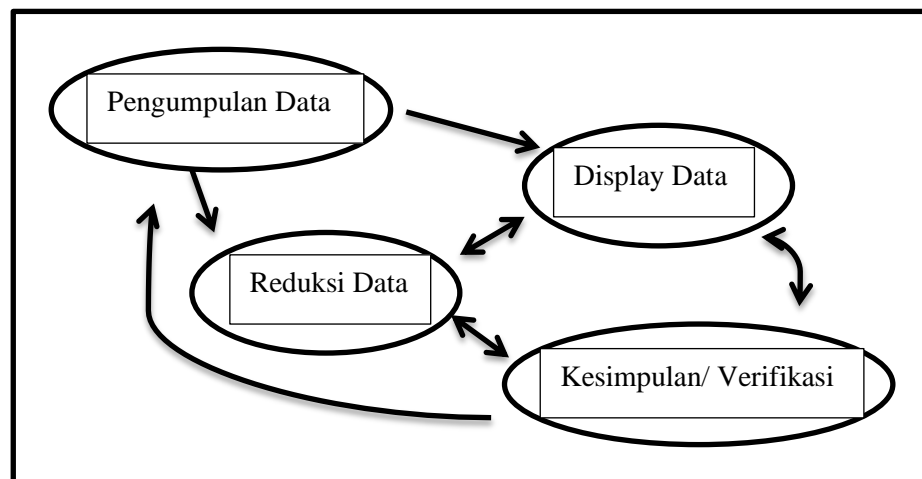 Pengumpulan Data
Display Data
Reduksi Data
Kesimpulan/ Verifikasi